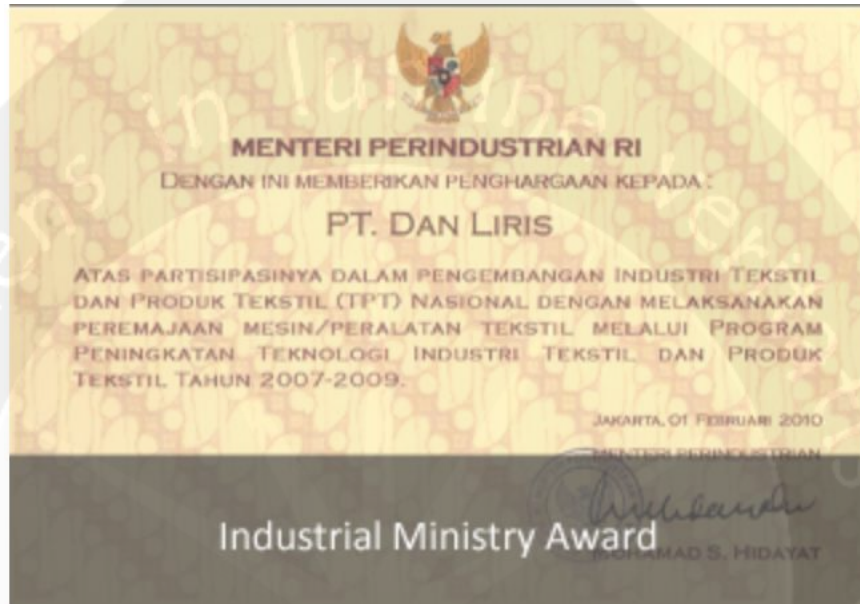 MENTERI PERINDUSTRIAN RI
DENGAN INI MEMBERIKAN PENGHARGAAN KEPADA :
PT. DAN LIRIS
ATAS PARTISIPASINYA DALAM PENGEMBANGAN INDUSTRI TEKSTIL
DAN PRODUK TEKSTIL (TPT) NASIONAL DENGAN MELAKSANAKAN
PEREMAJAAN MESIN/PERALATAN TEKSTIL MELALUI PROGRAM
PENINGKATAN TEKNOLOGI INDUSTRI TEKSTIL DAN PRODUK
TEKSTIL TAHUN 2007-2009.
JAKARTA, 01 FEBRUARI 2010
MENTERI PERINDUSTRIAN
Industrial Ministry Award
MOHAMAD S. HIDAYAT
in lumine